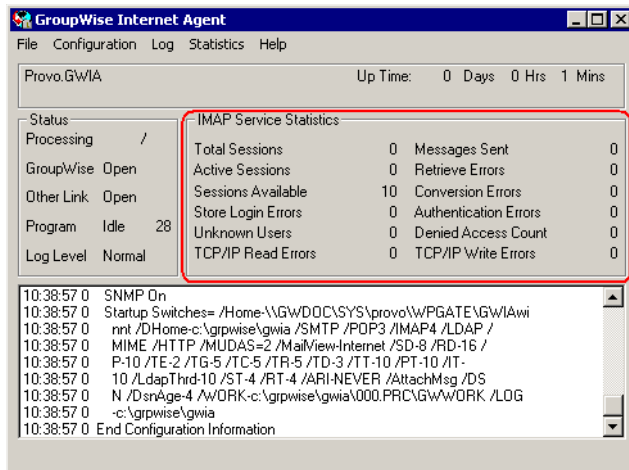 GroupWise Internet Agent
File Configuration Log Statistics Help
Provo.GWIA Up Time: 0 Days 0 Hrs 1 Mins
Status
Processing /
GroupWise Open
Other Link Open
Program Idle 28
Log Level Normal
IMAP Service Statistics
Total Sessions 0 Messages Sent 0
Active Sessions 0 Retrieve Errors 0
Sessions Available 10 Conversion Errors 0
Store Login Errors 0 Authentication Errors 0
Unknown Users 0 Denied Access Count 0
TCP/IP Read Errors 0 TCP/IP Write Errors 0
10:38:57 0 SNMP On
10:38:57 0 Startup Switches= /Home-\\GWDOC\SYS\provo\WPGATE\GWIAwi
10:38:57 0 nnt /DHome-c:\grpwise\gwia /SMTP /POP3 /IMAP4 /LDAP /
10:38:57 0 MIME /HTTP /MUDAS=2 /MailView-Internet /SD-8 /RD-16 /
10:38:57 0 P-10 /TE-2 /TG-5 /TC-5 /TR-5 /TD-3 /TT-10 /PT-10 /IT-
10:38:57 0 10 /LdapThrd-10 /ST-4 /RT-4 /ARI-NEVER /AttachMsg /DS
10:38:57 0 N /DsnAge-4 /WORK-c:\grpwise\gwia\000.PRC\GWWORK /LOG
10:38:57 0 -c:\grpwise\gwia
10:38:57 0 End Configuration Information